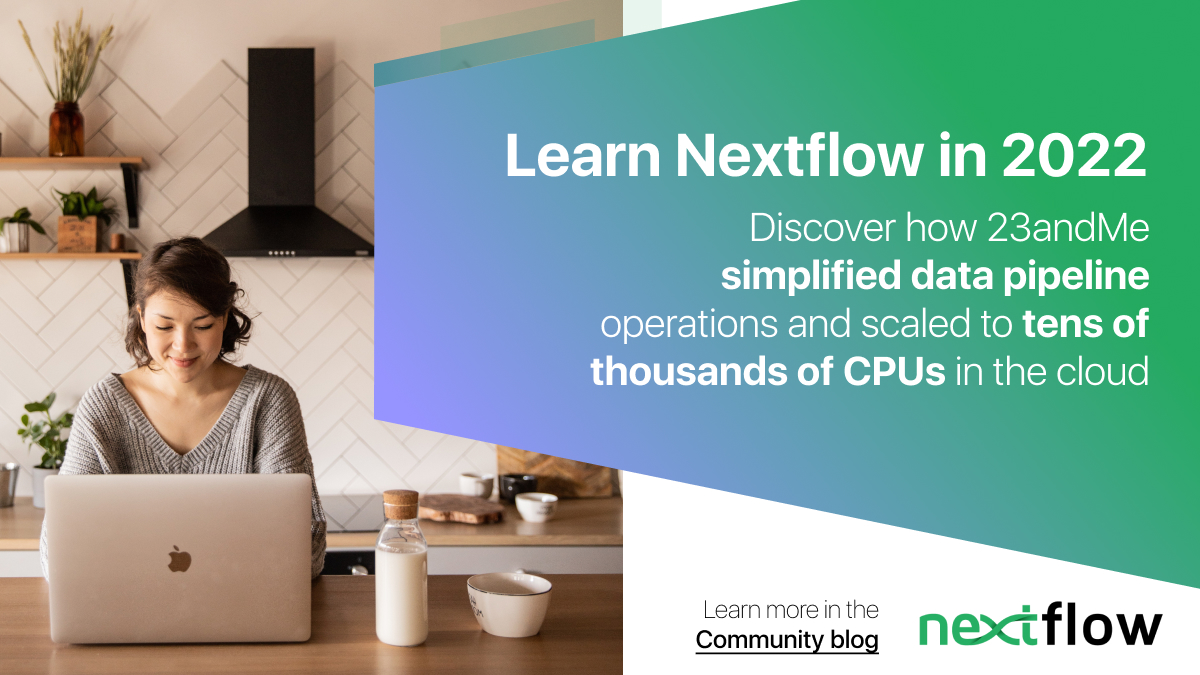 Learn Nextflow in 2022
Discover how 23andMe
simplified data pipeline
operations and scaled to tens of
thousands of CPUs in the cloud
Learn more in the
Community blog
nextflow